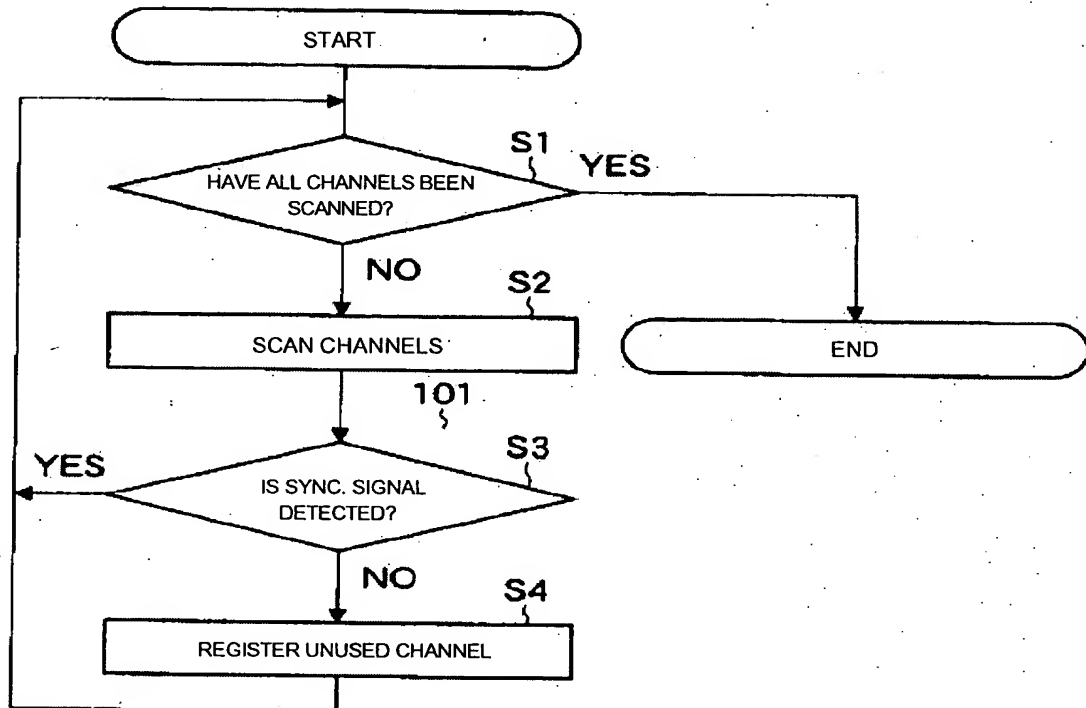 START
S1
YES
HAVE ALL CHANNELS BEEN
SCANNED?
NO
S2
SCAN CHANNELS
END
101
S3
YES
IS SYNC. SIGNAL
DETECTED?
NO
S4
REGISTER UNUSED CHANNEL